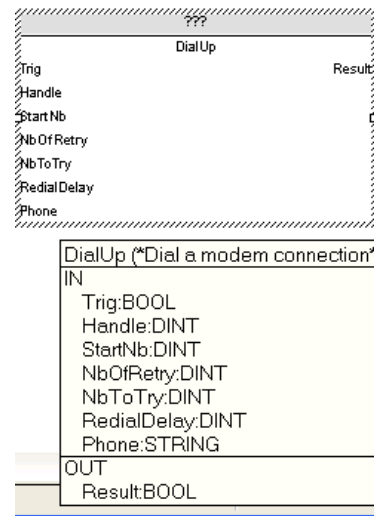 ???
DialUp
Trig Result
Handle
StartNb
NbOfRetry
NbToTry
RedialDelay
Phone
DialUp (*Dial a modem connection*
IN
Trig:BOOL
Handle:DINT
StartNb:DINT
NbOfRetry:DINT
NbToTry:DINT
RedialDelay:DINT
Phone:STRING
OUT
Result:BOOL